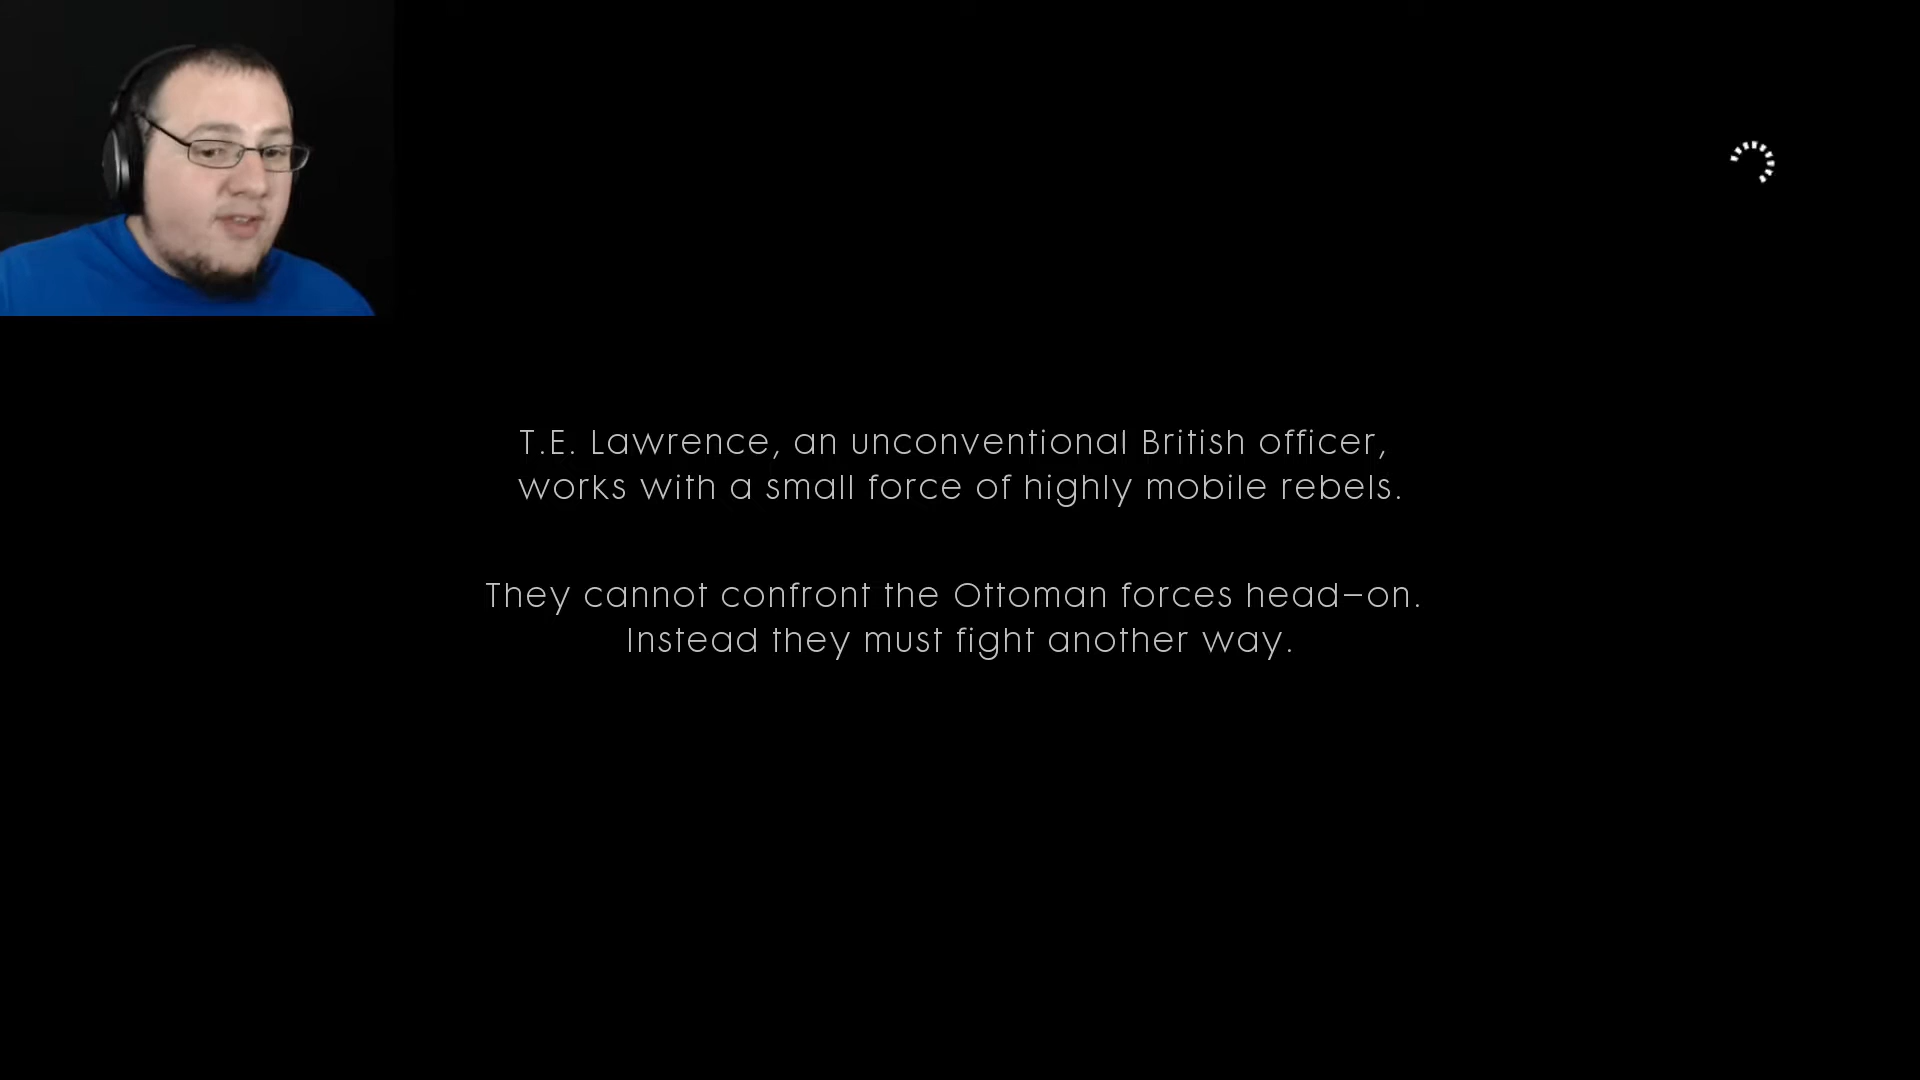 T.E. Lawrence, an unconventional British officer,
works with a small force of highly mobile rebels.
They cannot confront the Ottoman forces head-on.
Instead they must fight another way.